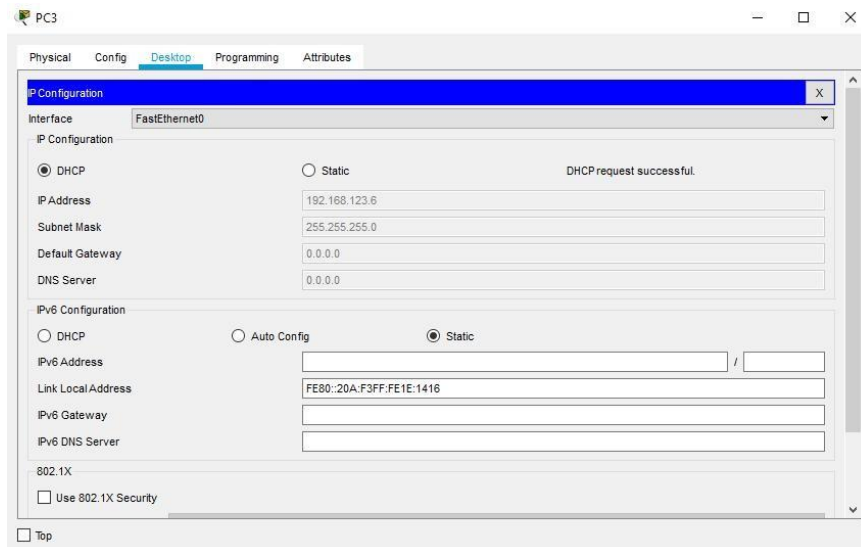 PC3
Physical Config Desktop Programming Attributes
IP Configuration X
Interface FastEthernet0
IP Configuration
DHCP Static DHCP request successful.
IP Address 192.168.123.6
Subnet Mask 255.255.255.0
Default Gateway 0.0.0.0
DNS Server 0.0.0.0
IPv6 Configuration
DHCP Auto Config Static
IPv6 Address /
Link Local Address FE80::20A:F3FF:FE1E:1416
IPv6 Gateway
IPv6 DNS Server
802.1X
Use 802.1X Security
Top